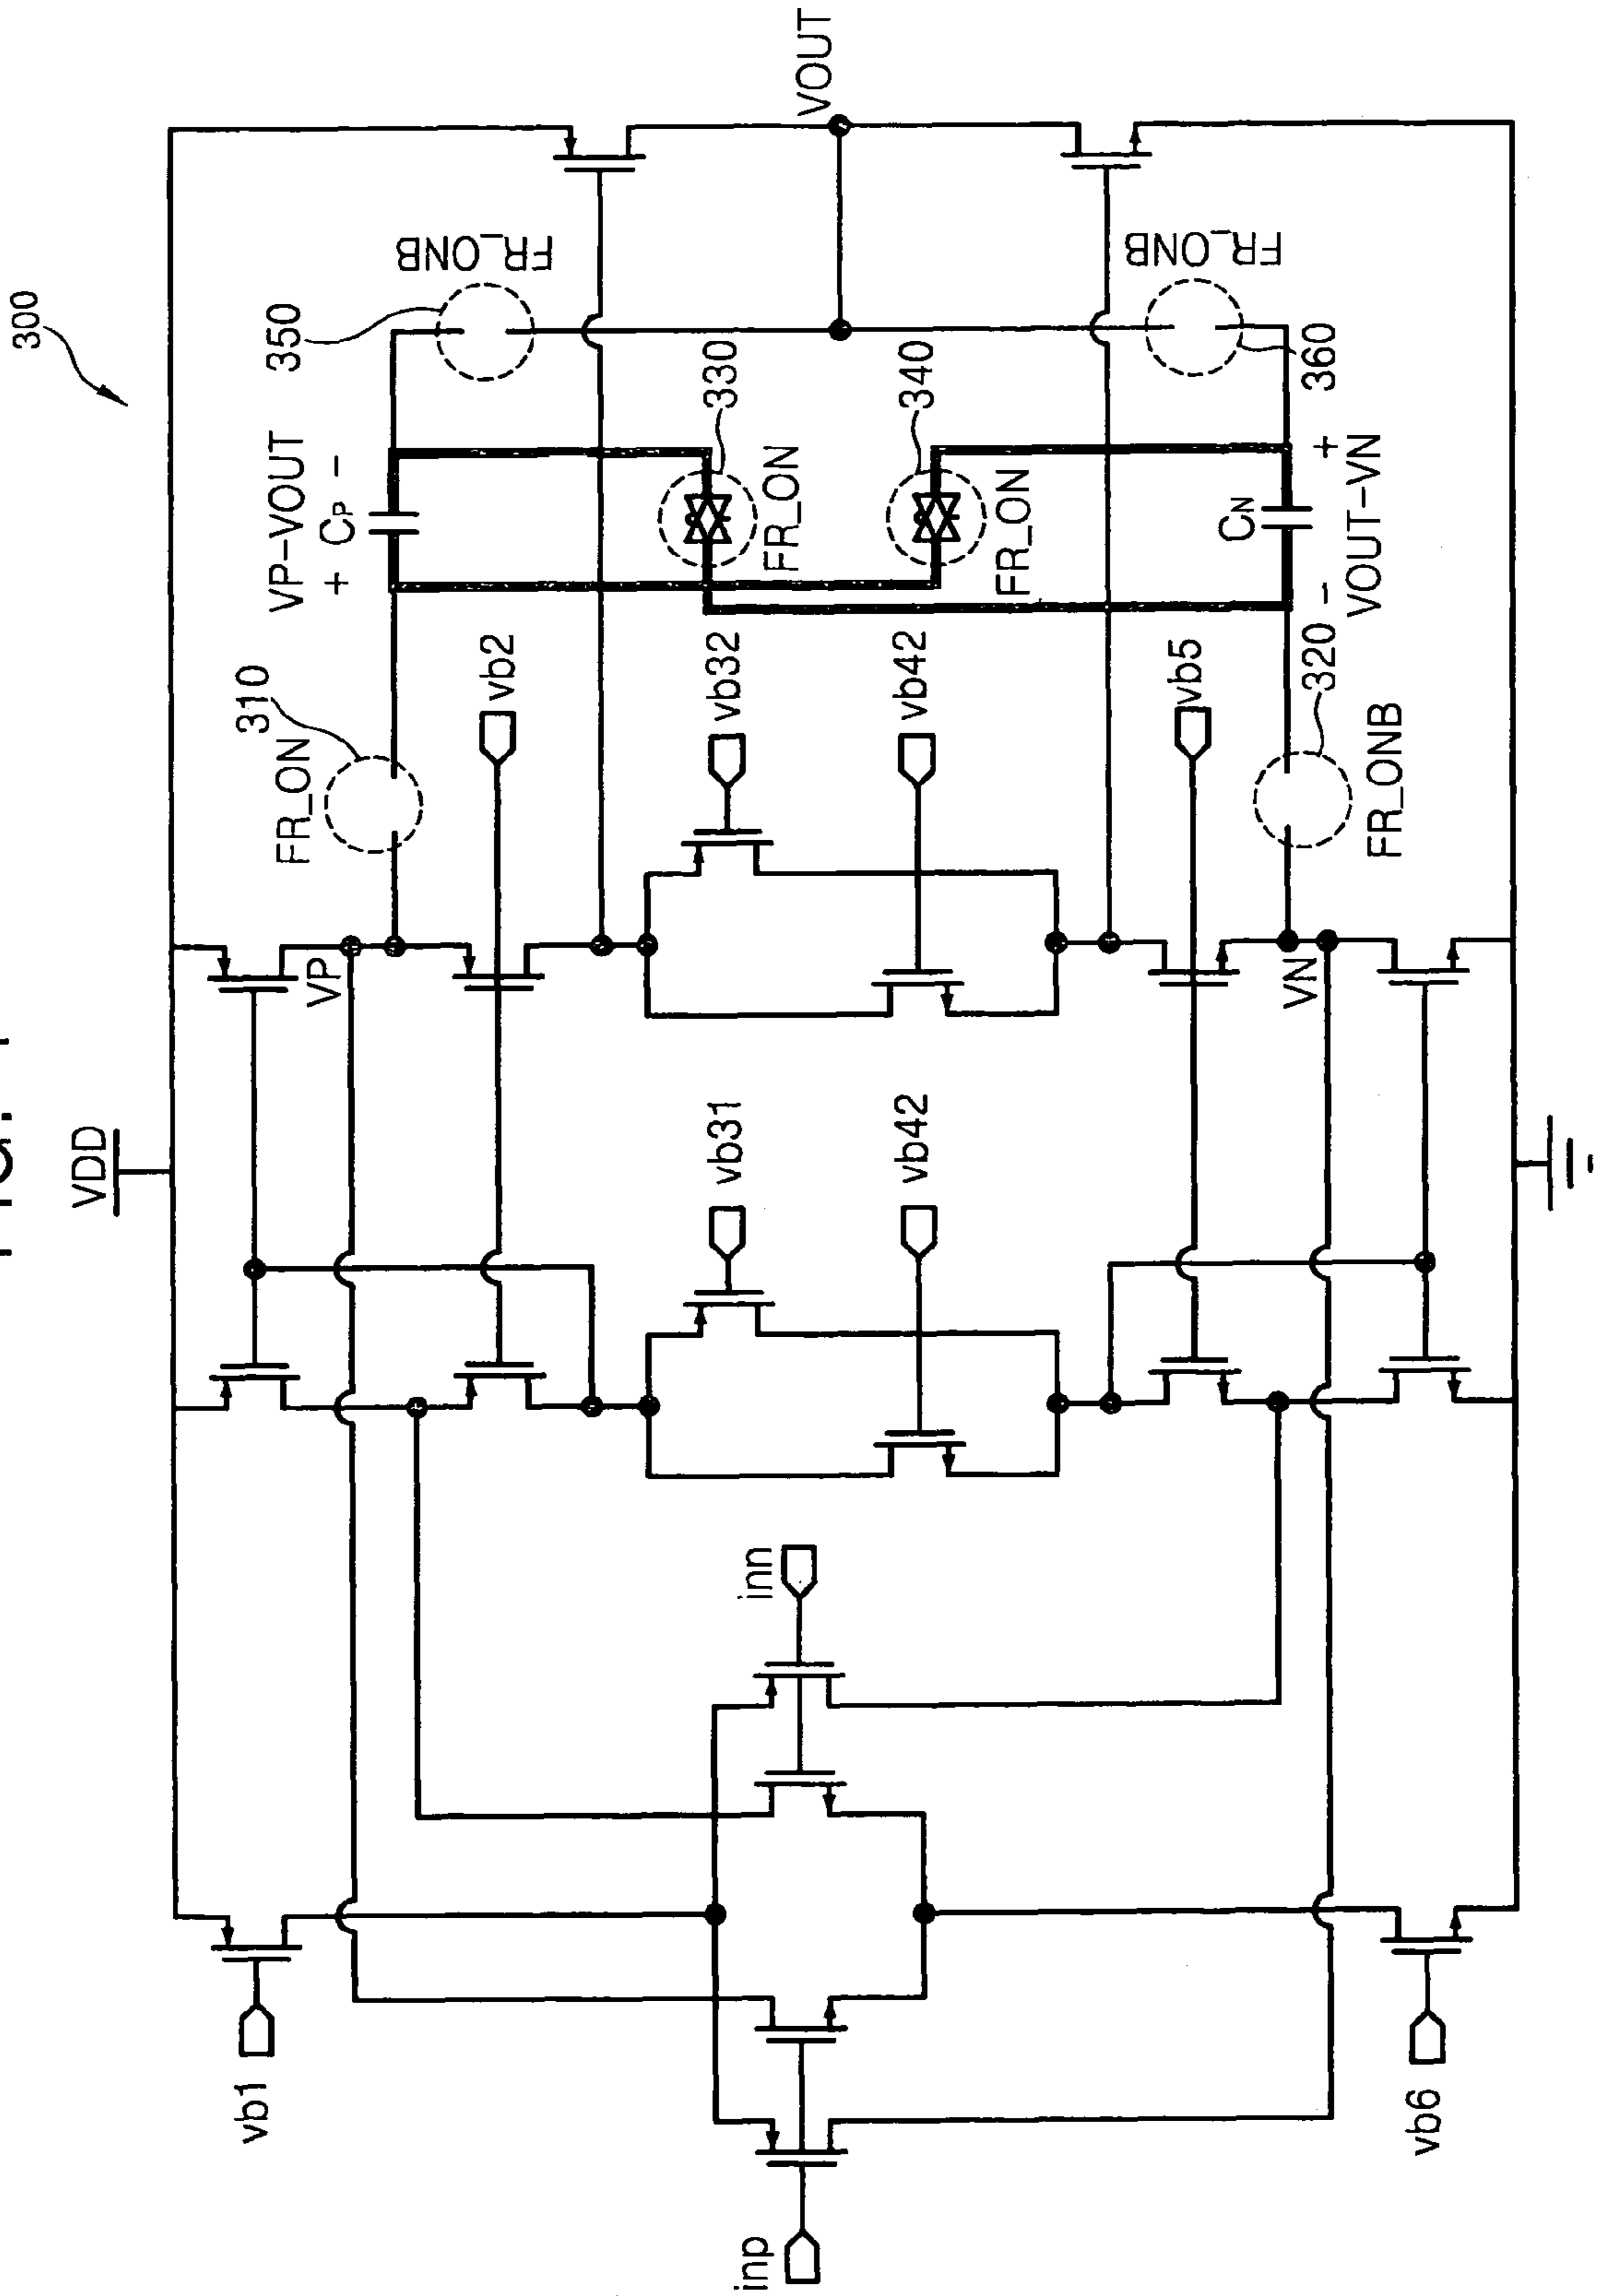 300
VDD
VOUT
350
FR_ONB
VP-VOUT
+ CP -
310
FR_ON
VP
vb2
330
FR_ON
vb32
vb31
340
FR_ON
vb42
vb42
inn
inp
vb1
vb5
CN
- +
VOUT-VN
FR_ONB
360
320
FR_ONB
VN
vb6